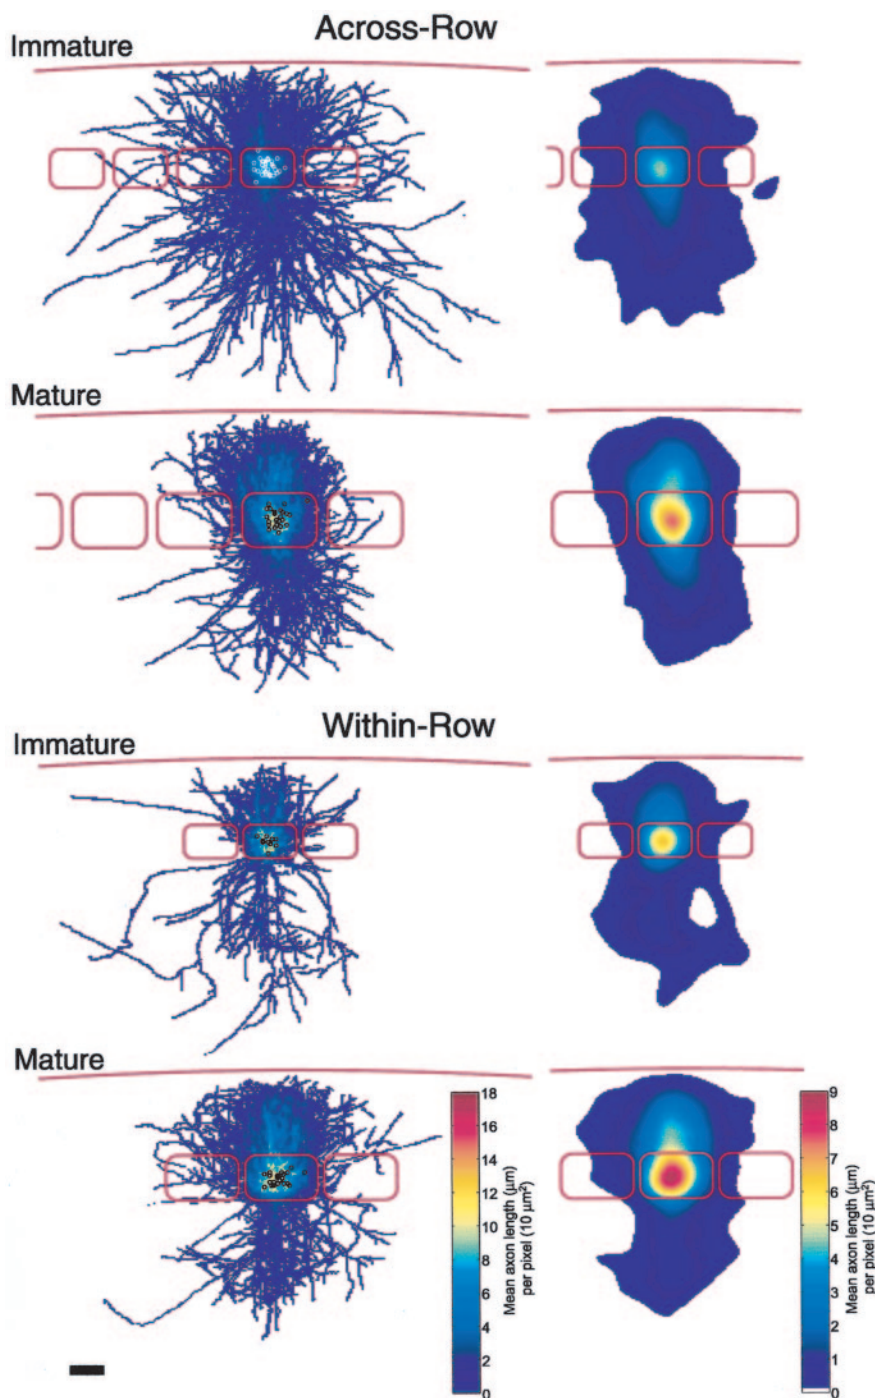 Across-Row
Immature
Mature
Within-Row
Immature
Mature
18
16
14
12
10
8
6
4
2
0
Mean axon length (µm)
per pixel (10 µm²)
9
8
7
6
5
4
3
2
1
0
Mean axon length (µm)
per pixel (10 µm²)